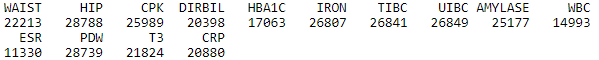 WAIST HIP CPK DIRBIL HBA1C IRON TIBC UIBC AMYLASE WBC
22213 28788 25989 20398 17063 26807 26841 26849 25177 14993
ESR PDW T3 CRP
11330 28739 21824 20880